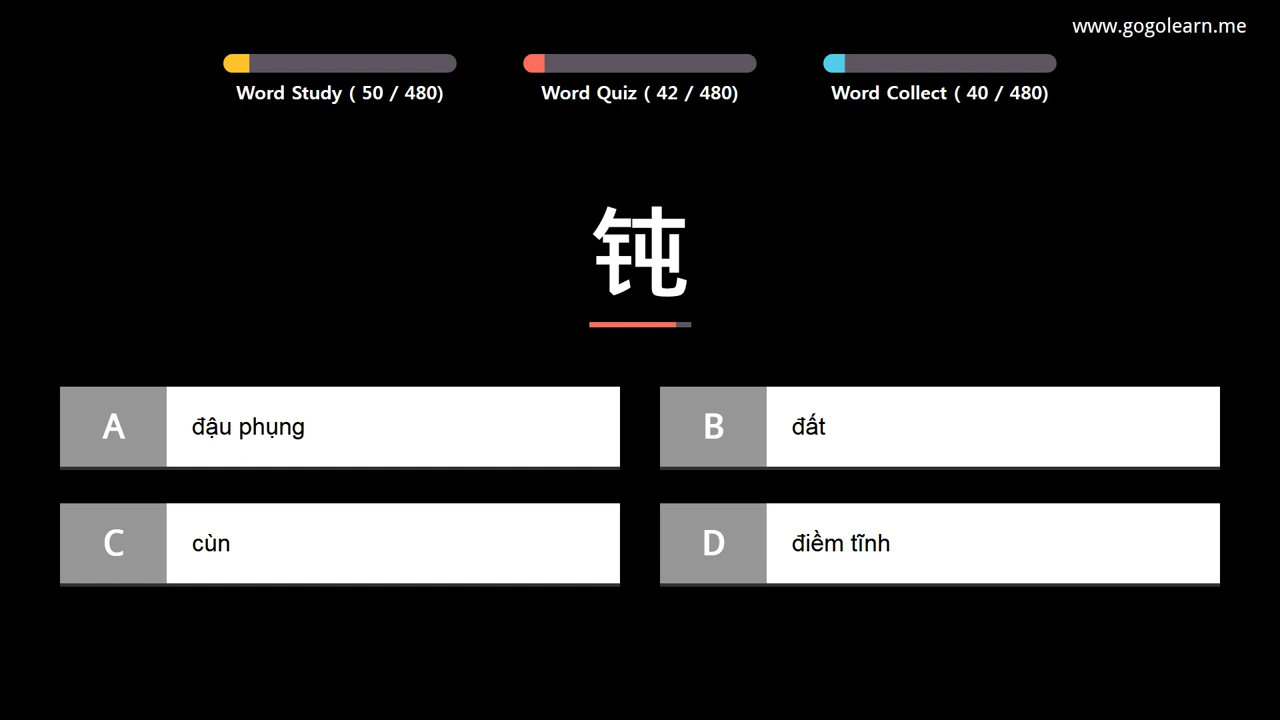 www.gogolearn.me
Word Study ( 50 / 480)
Word Quiz ( 42 / 480)
Word Collect ( 40 / 480)
钝
A đậu phụng
B đất
C cùn
D điềm tĩnh